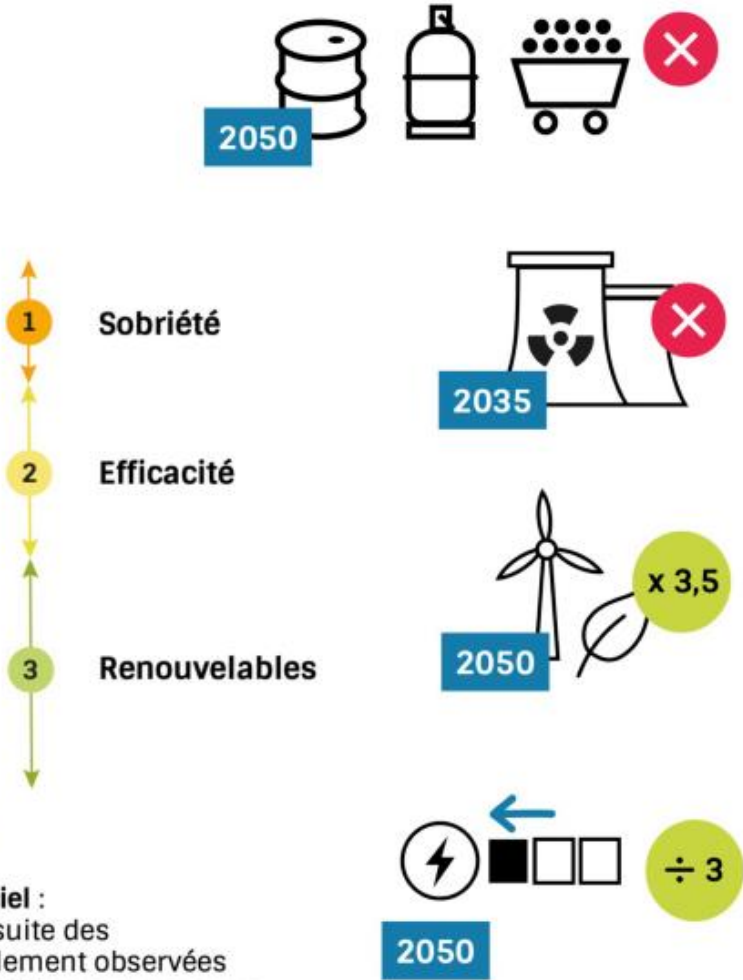 2050
1 Sobriété
2035
2 Efficacité
x 3,5
3 Renouvelables
2050
÷ 3
iel :
suite des
lement observées
2050